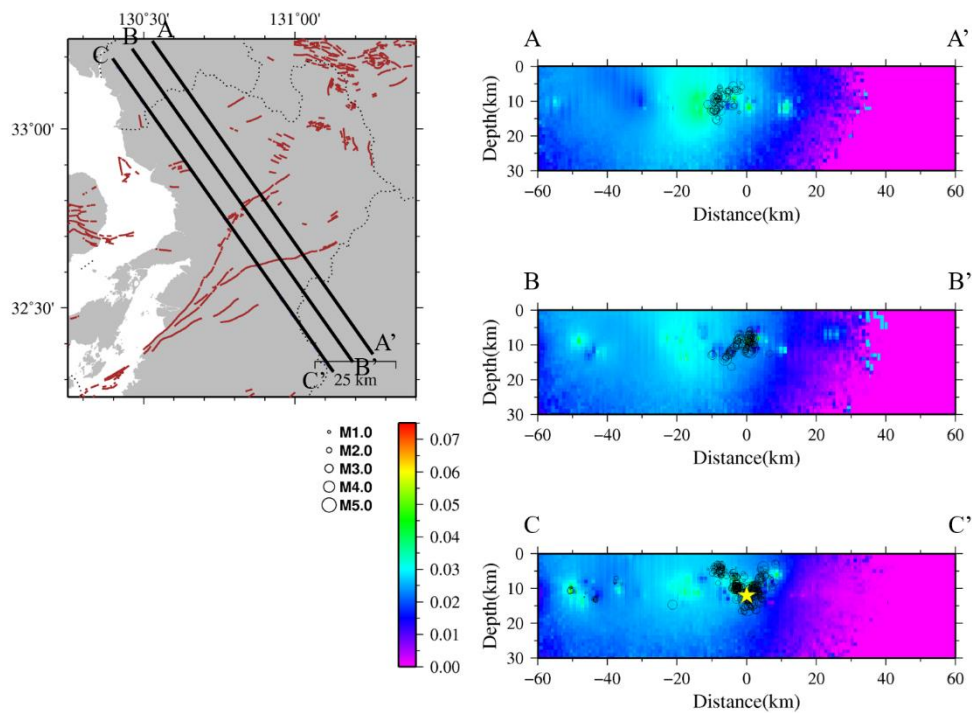 130˚30' 131˚00'
C
B
A
33˚00'
32˚30'
A'
B'
C'
25 km
M1.0
M2.0
M3.0
M4.0
M5.0
0.07
0.06
0.05
0.04
0.03
0.02
0.01
0.00
A A'
Depth(km)
0
10
20
30
−60 −40 −20 0 20 40 60
Distance(km)
B B'
Depth(km)
0
10
20
30
−60 −40 −20 0 20 40 60
Distance(km)
C C'
Depth(km)
0
10
20
30
−60 −40 −20 0 20 40 60
Distance(km)